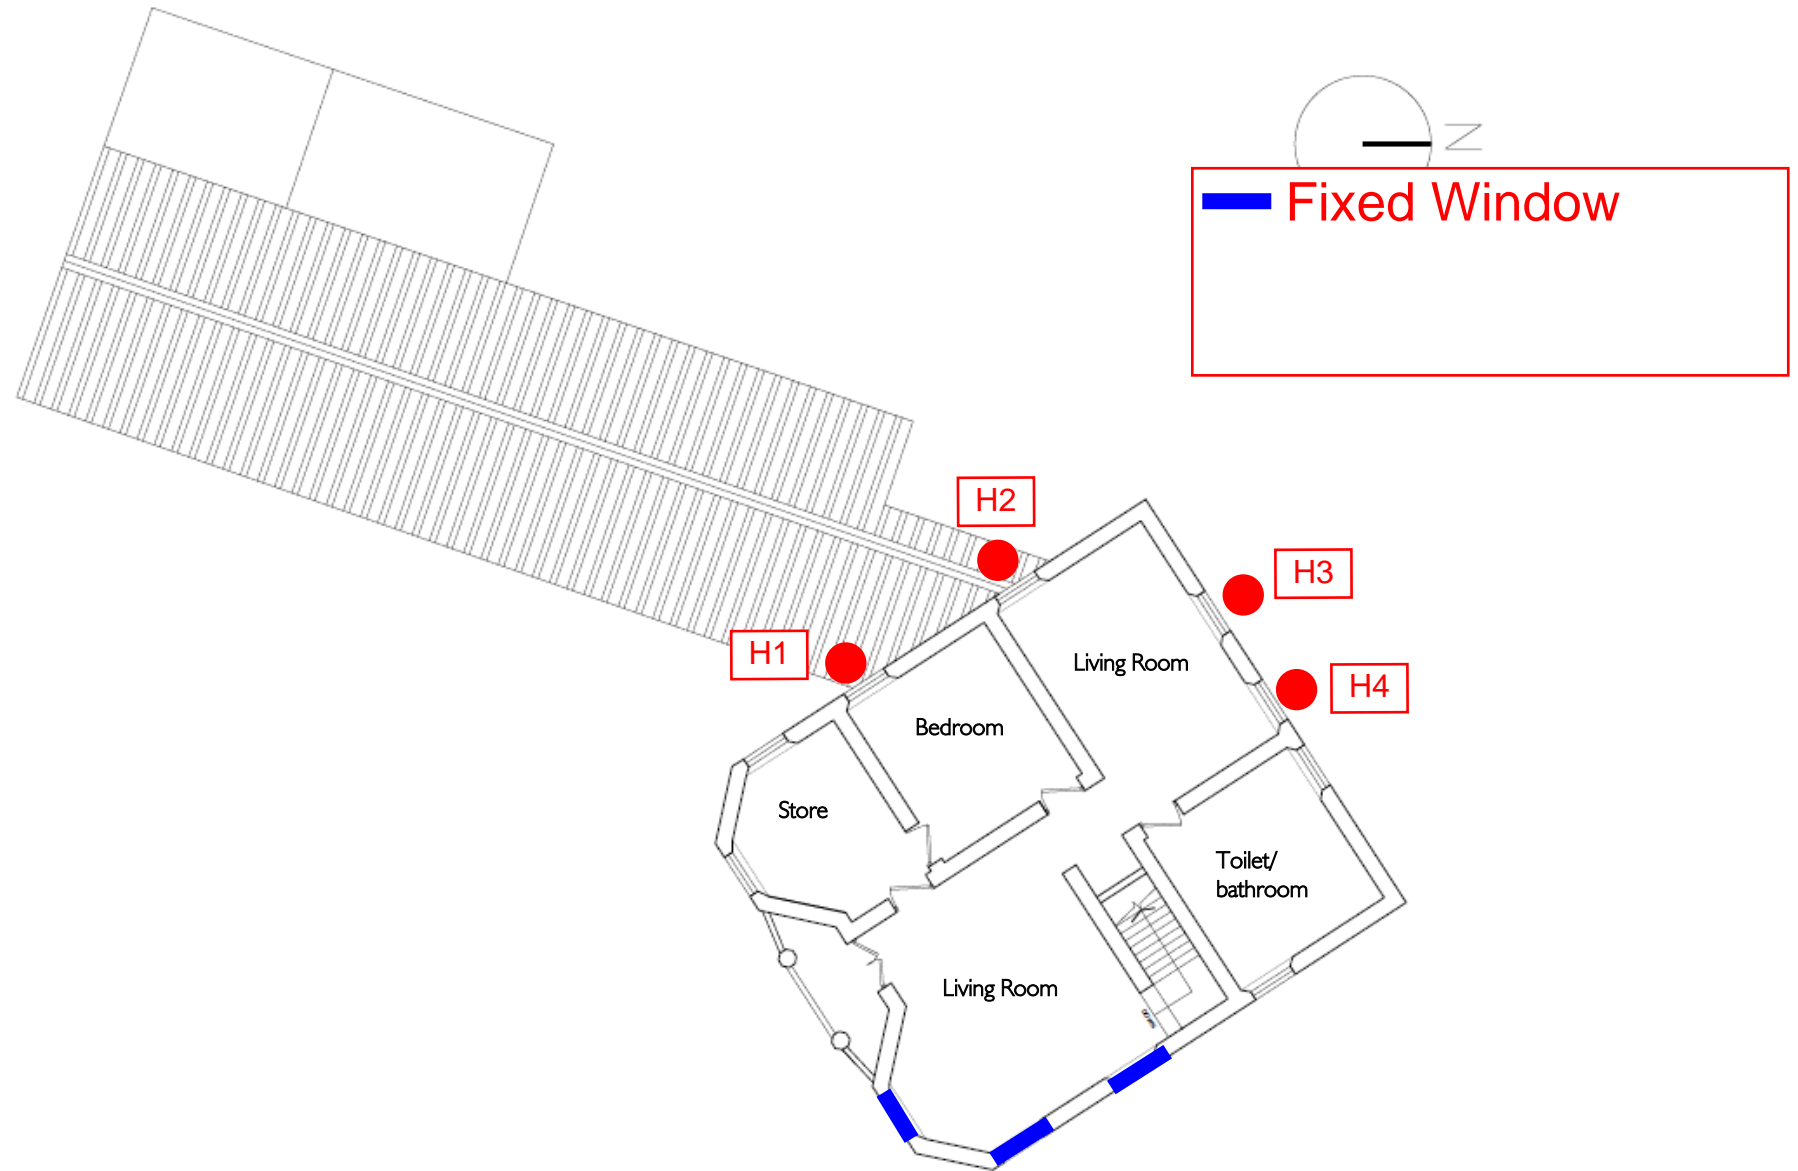 N
Fixed Window
H2
H3
H1
Living Room
H4
Bedroom
Store
Toilet/
bathroom
Living Room